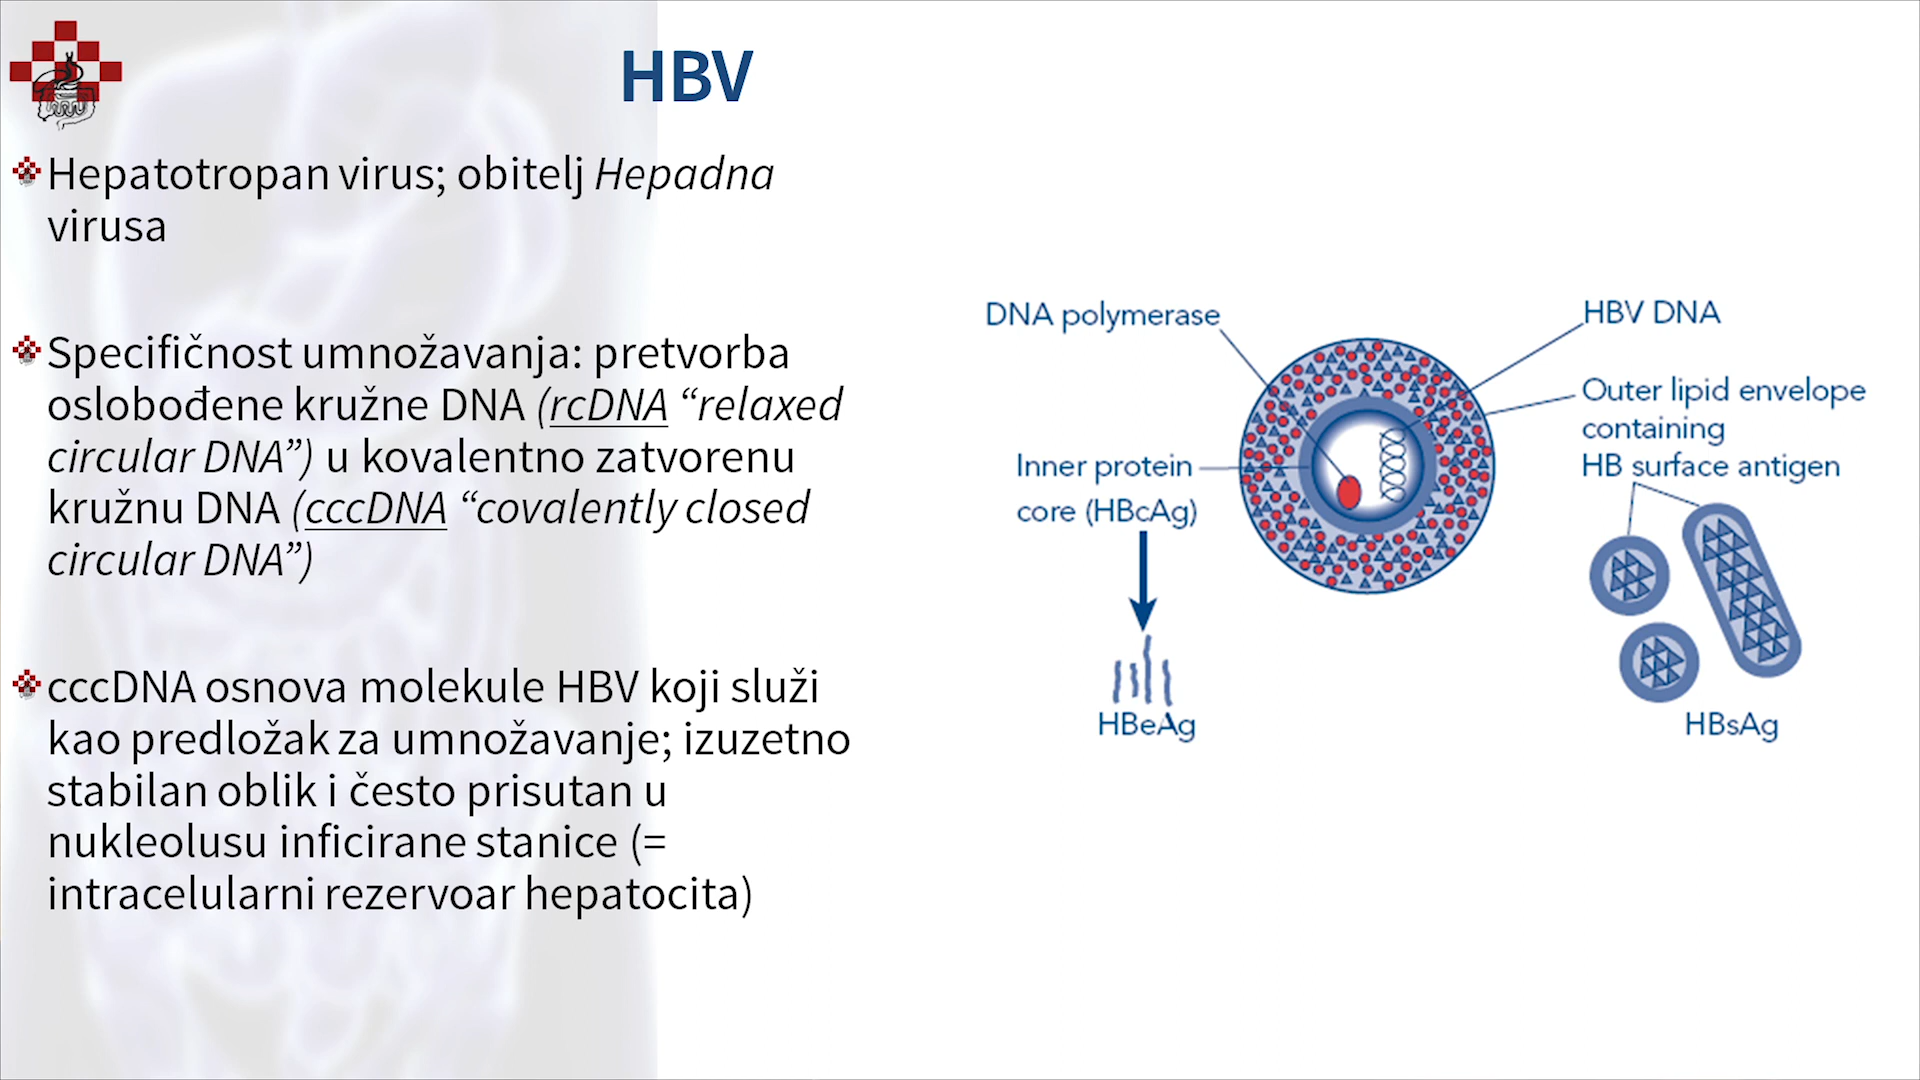 HBV
Hepatotropan virus; obitelj Hepadna
virusa
Specifičnost umnožavanja: pretvorba
oslobođene kružne DNA (rcDNA “relaxed
circular DNA”) u kovalentno zatvorenu
kružnu DNA (cccDNA “covalently closed
circular DNA”)
cccDNA osnova molekule HBV koji služi
kao predložak za umnožavanje; izuzetno
stabilan oblik i često prisutan u
nukleolusu inficirane stanice (=
intracelularni rezervoar hepatocita)
DNA polymerase
HBV DNA
Outer lipid envelope
containing
HB surface antigen
Inner protein
core (HBcAg)
HBeAg
HBsAg